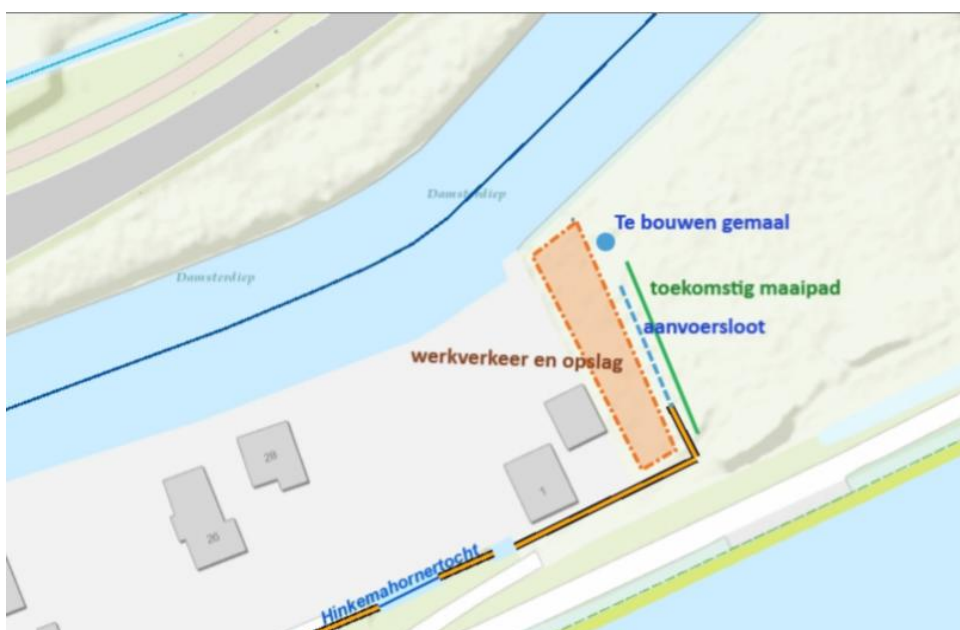 Damsterdiep
Te bouwen gemaal
Damsterdiep
toekomstig maaipad
aanvoersloot
werkverkeer en opslag
28
1
26
Hinkemahornertocht